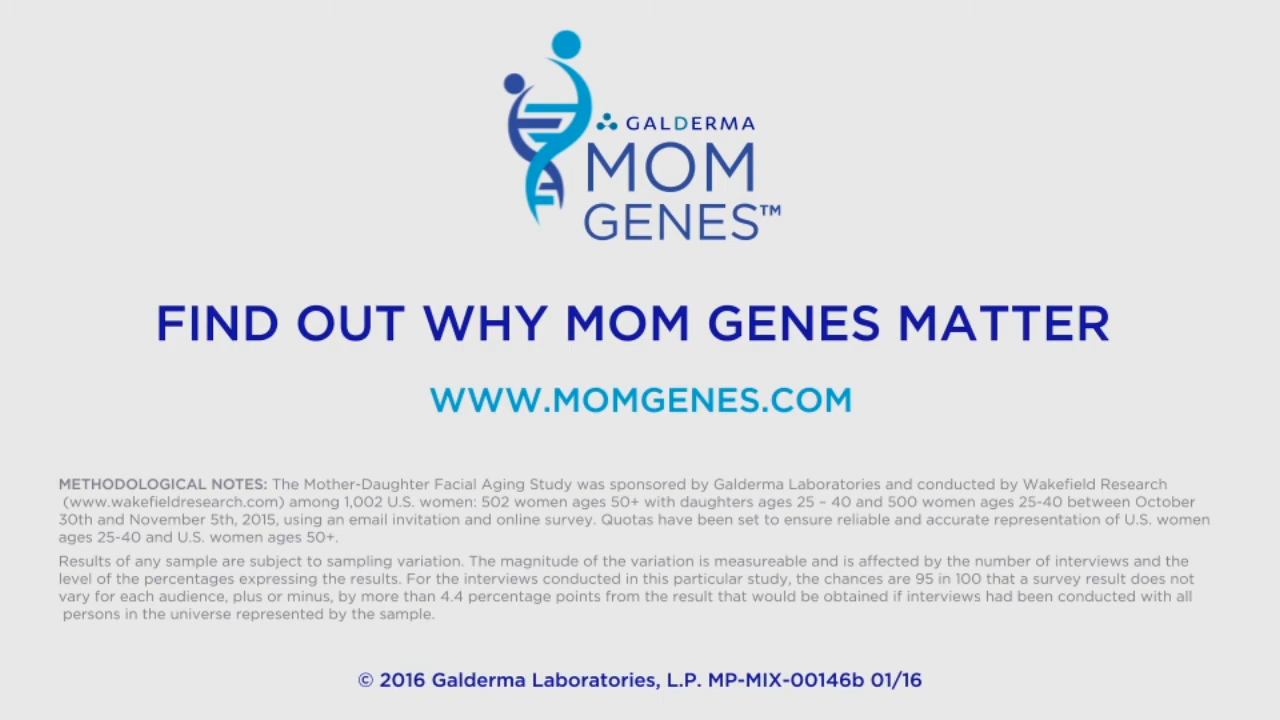 GALDERMA
MOM
GENES™
FIND OUT WHY MOM GENES MATTER
WWW.MOMGENES.COM
METHODOLOGICAL NOTES: The Mother-Daughter Facial Aging Study was sponsored by Galderma Laboratories and conducted by Wakefield Research
(www.wakefieldresearch.com) among 1,002 U.S. women: 502 women ages 50+ with daughters ages 25 – 40 and 500 women ages 25-40 between October
30th and November 5th, 2015, using an email invitation and online survey. Quotas have been set to ensure reliable and accurate representation of U.S. women
ages 25-40 and U.S. women ages 50+.
Results of any sample are subject to sampling variation. The magnitude of the variation is measureable and is affected by the number of interviews and the
level of the percentages expressing the results. For the interviews conducted in this particular study, the chances are 95 in 100 that a survey result does not
vary for each audience, plus or minus, by more than 4.4 percentage points from the result that would be obtained if interviews had been conducted with all
persons in the universe represented by the sample.
© 2016 Galderma Laboratories, L.P. MP-MIX-00146b 01/16